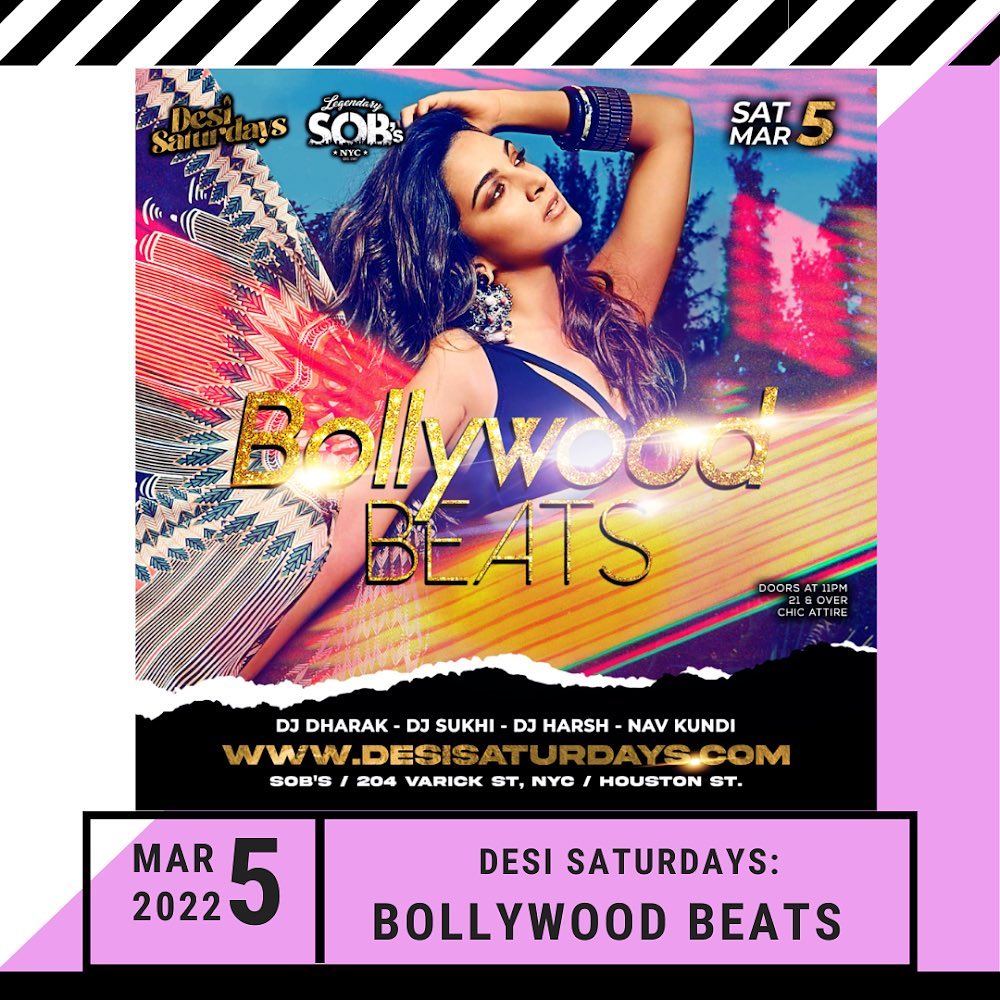 Desi
Saturdays
Legendary
SOB's
★ NYC ★
SAT
MAR 5
Bollywood
BEATS
DOORS AT 11PM
21 & OVER
CHIC ATTIRE
DJ DHARAK - DJ SUKHI - DJ HARSH - NAV KUNDI
WWW.DESISATURDAYS.COM
SOB'S / 204 VARICK ST, NYC / HOUSTON ST.
MAR 5
2022
DESI SATURDAYS:
BOLLYWOOD BEATS